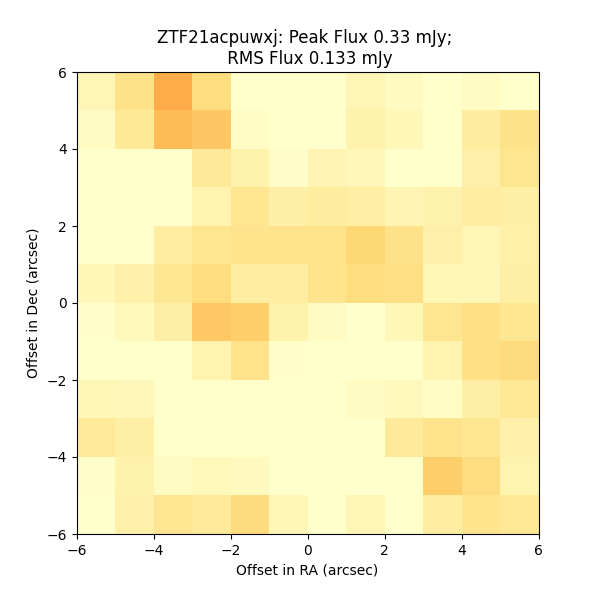 ZTF21acpuwxj: Peak Flux 0.33 mJy;
RMS Flux 0.133 mJy
6
4
2
0
−2
−4
−6
Offset in Dec (arcsec)
−6 −4 −2 0 2 4 6
Offset in RA (arcsec)